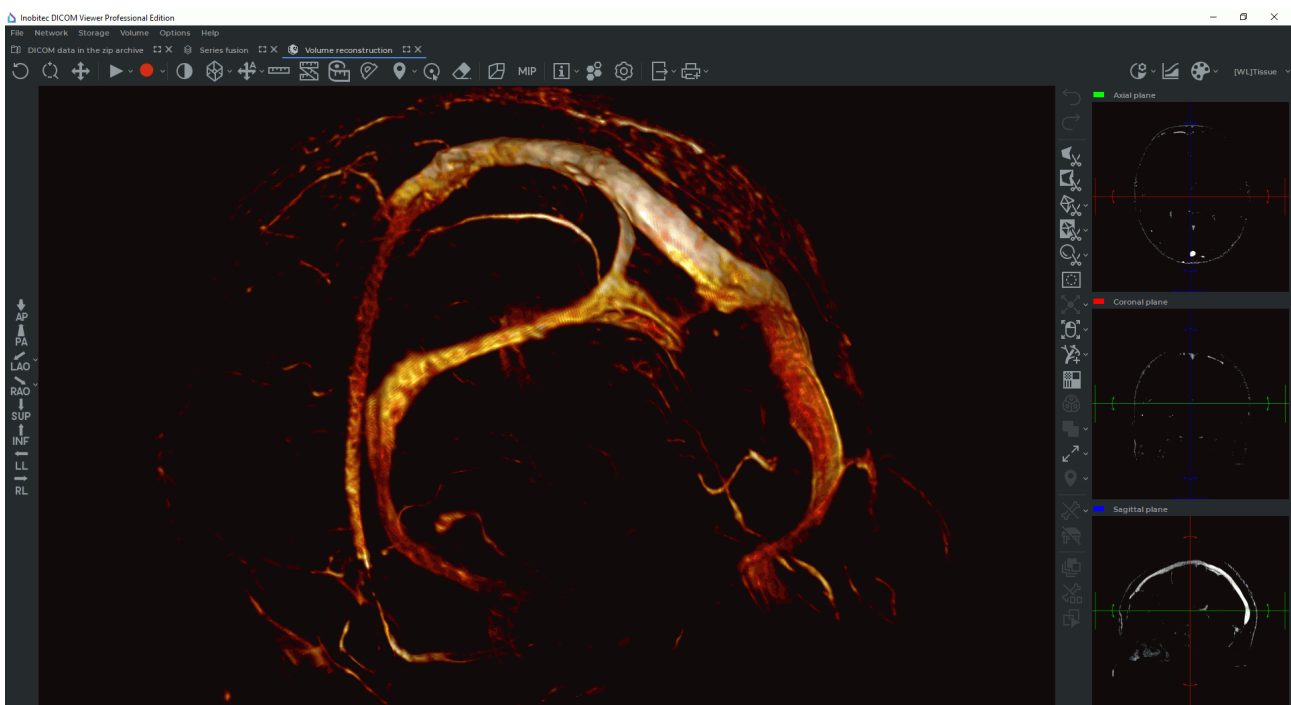 Inobitec DICOM Viewer Professional Edition
File Network Storage Volume Options Help
DICOM data in the zip archive Series fusion Volume reconstruction
MIP [WL]Tissue
Axial plane
AP
PA
LAO
RAO
SUP
INF
LL
RL
Coronal plane
Sagittal plane